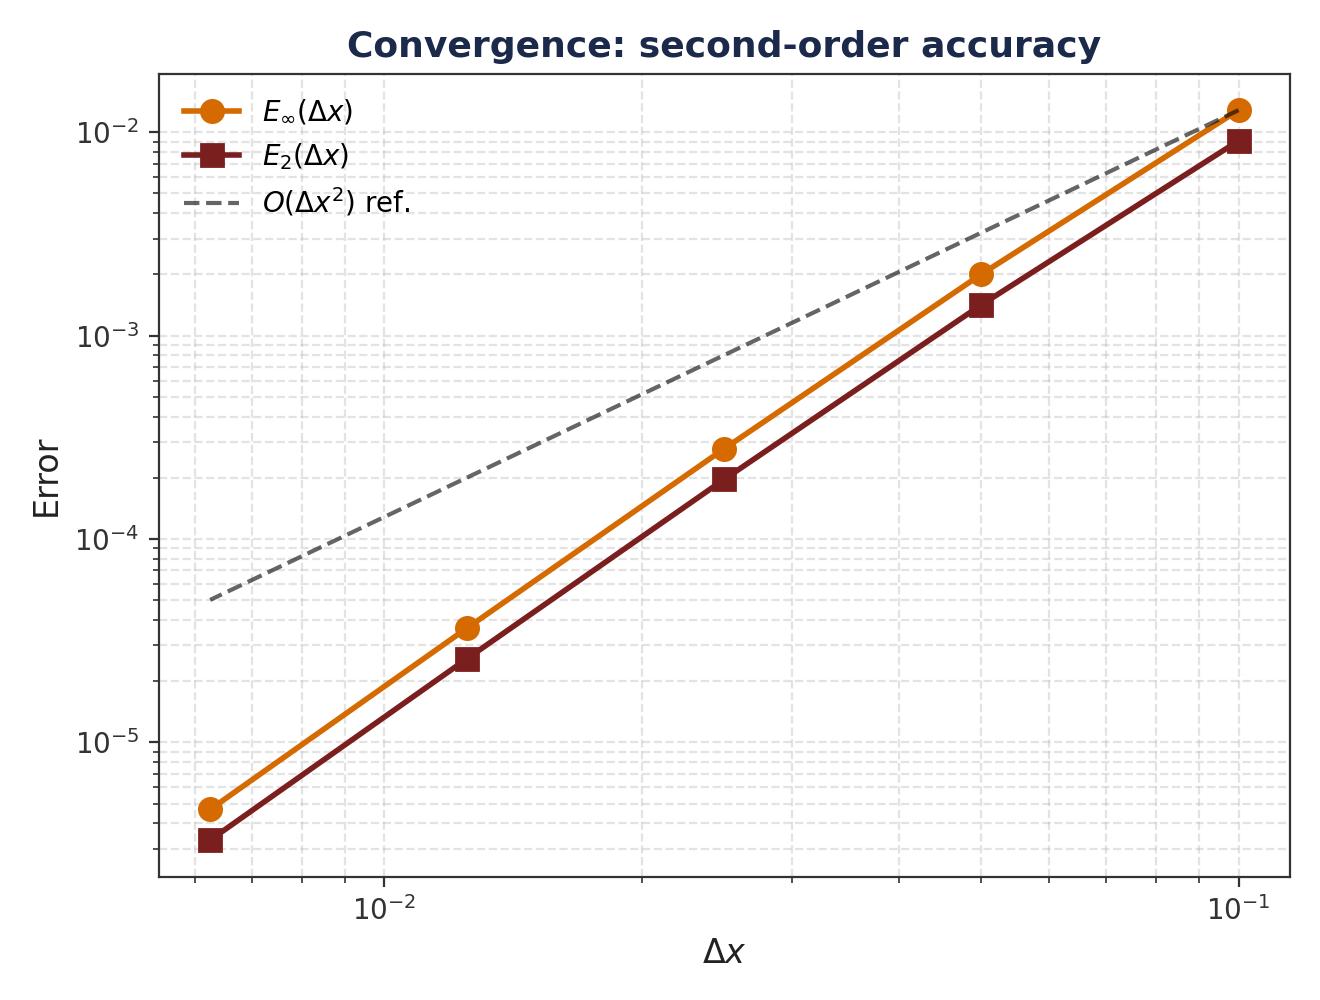 Convergence: second-order accuracy
E∞(Δx)
E₂(Δx)
O(Δx²) ref.
10⁻²
10⁻³
10⁻⁴
10⁻⁵
Error
10⁻²
10⁻¹
Δx